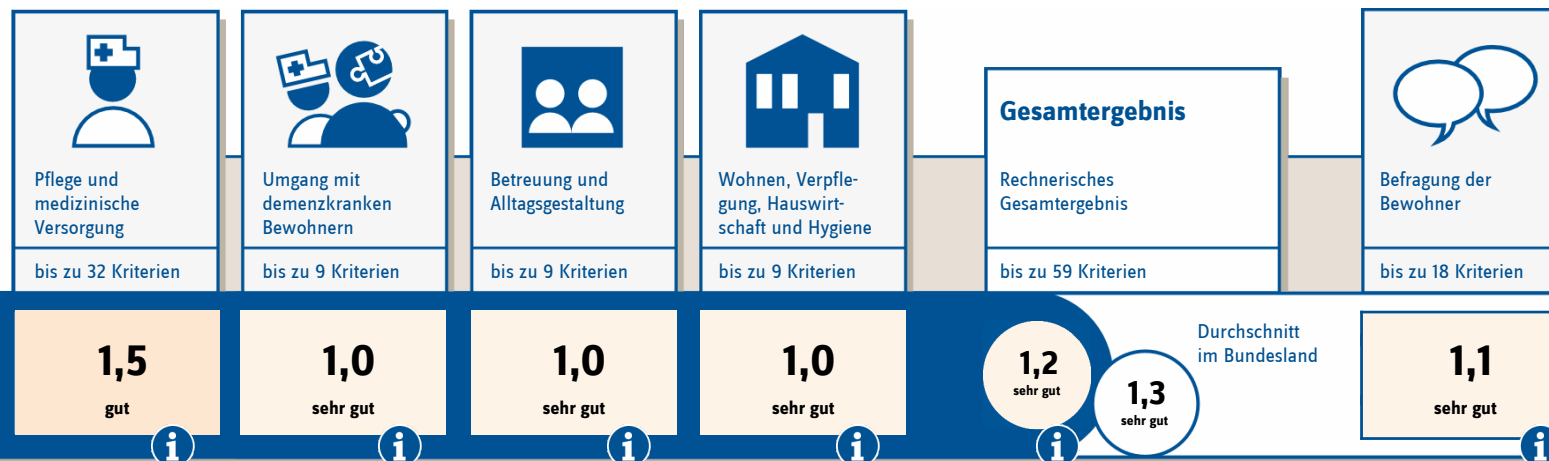 Pflege und
medizinische
Versorgung
bis zu 32 Kriterien
1,5
gut
Umgang mit
demenzkranken
Bewohnern
bis zu 9 Kriterien
1,0
sehr gut
Betreuung und
Alltagsgestaltung
bis zu 9 Kriterien
1,0
sehr gut
Wohnen, Verpfle-
gung, Hauswirt-
schaft und Hygiene
bis zu 9 Kriterien
1,0
sehr gut
Gesamtergebnis
Rechnerisches
Gesamtergebnis
bis zu 59 Kriterien
1,2
sehr gut
1,3
sehr gut
Durchschnitt
im Bundesland
Befragung der
Bewohner
bis zu 18 Kriterien
1,1
sehr gut